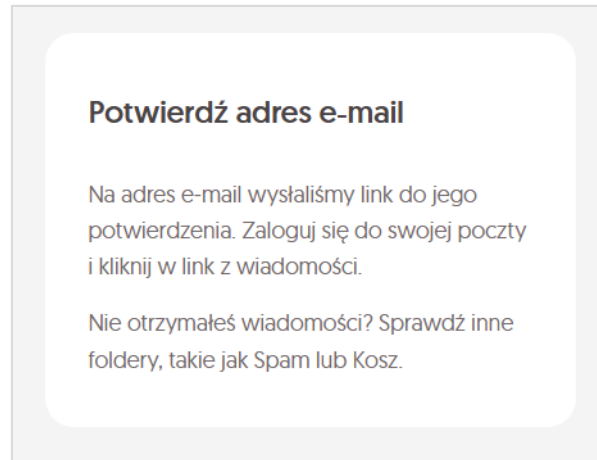 Potwierdź adres e-mail
Na adres e-mail wysłaliśmy link do jego
potwierdzenia. Zaloguj się do swojej poczty
i kliknij w link z wiadomości.
Nie otrzymałeś wiadomości? Sprawdź inne
foldery, takie jak Spam lub Kosz.